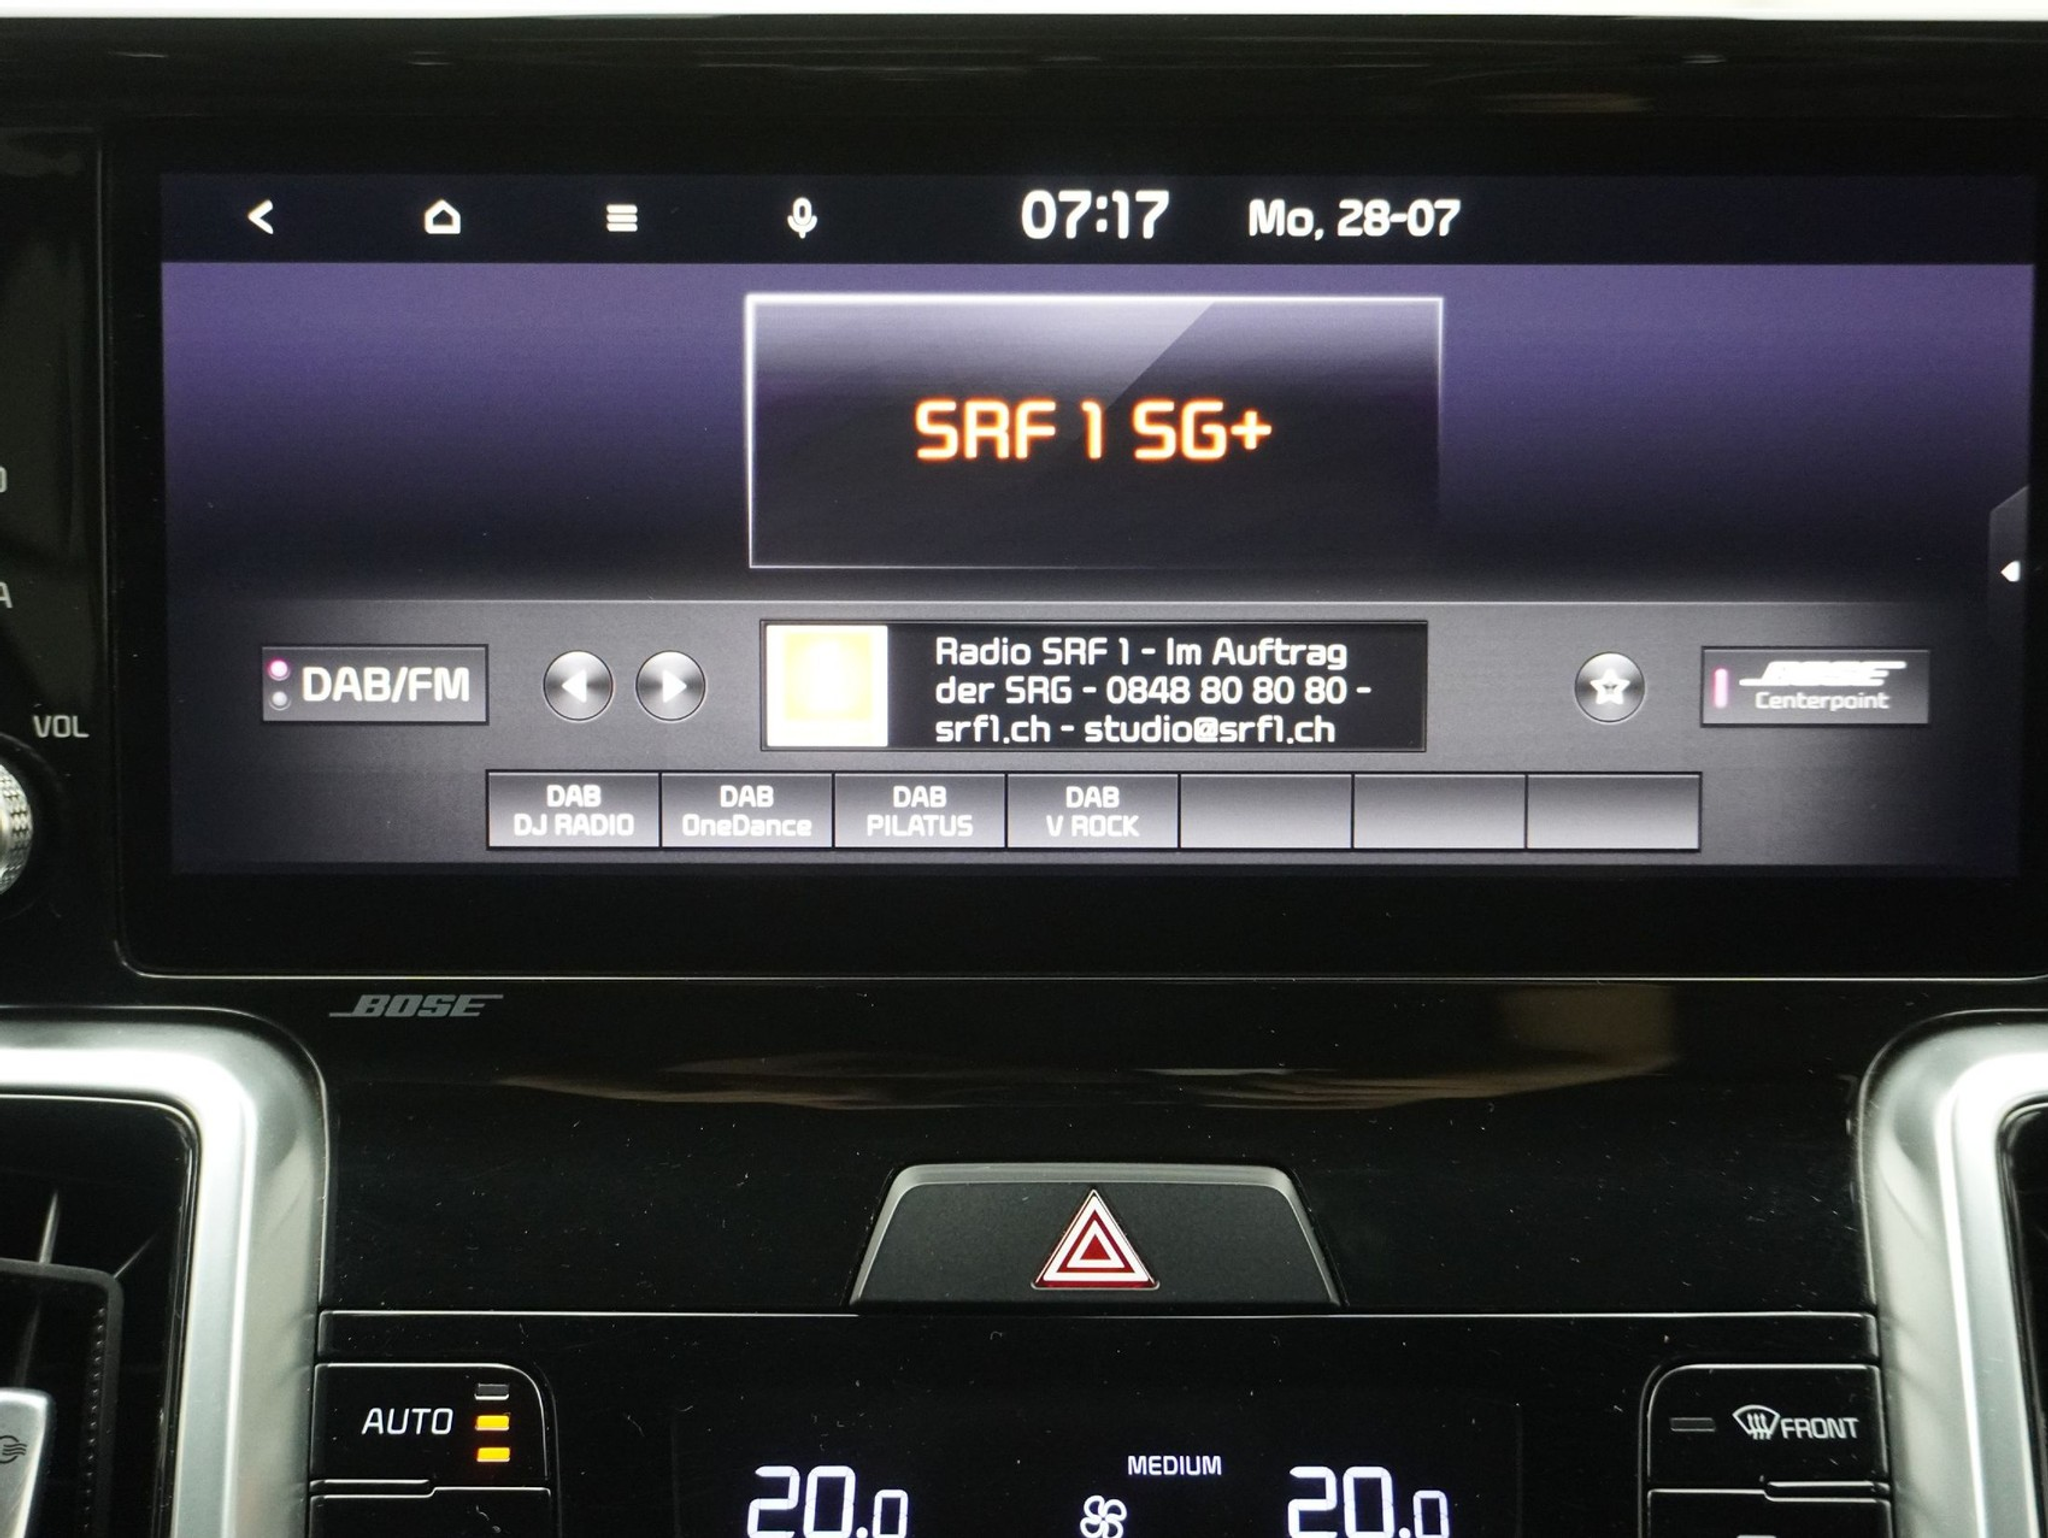 07:17 Mo, 28-07
SRF 1 SG+
DAB/FM
Radio SRF 1 - Im Auftrag
der SRG - 0848 80 80 80 -
srf1.ch - studio@srf1.ch
BOSE
Centerpoint
VOL
DAB
DJ RADIO
DAB
OneDance
DAB
PILATUS
DAB
V ROCK
BOSE
AUTO
FRONT
MEDIUM
20.0
20.0